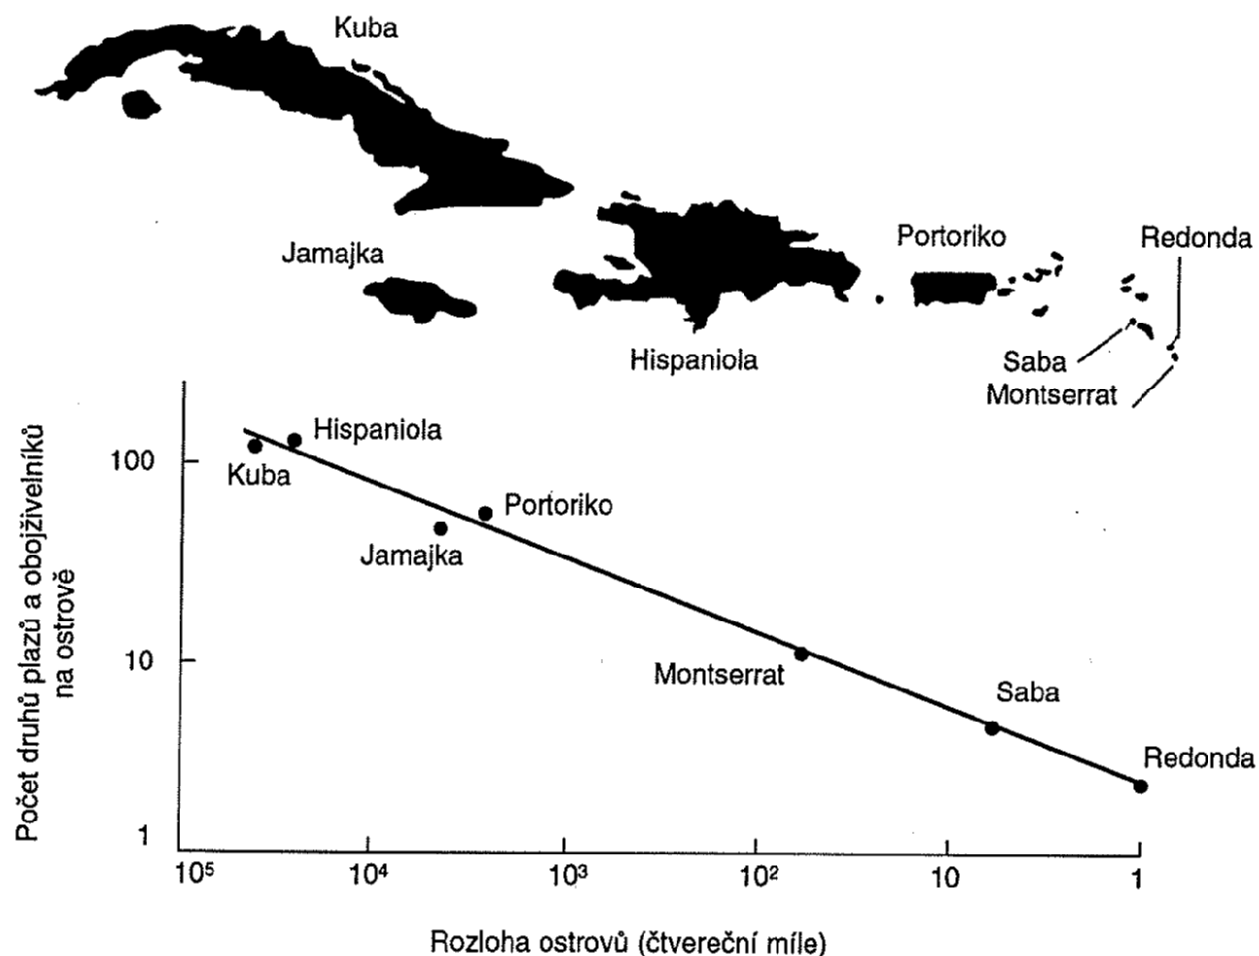 Kuba
Jamajka
Portoriko
Redonda
Hispaniola
Saba
Montserrat
Počet druhů plazů a obojživelníků
na ostrově
100
10
1
Hispaniola
Kuba
Portoriko
Jamajka
Montserrat
Saba
Redonda
10⁵
10⁴
10³
10²
10
1
Rozloha ostrovů (čtvereční míle)